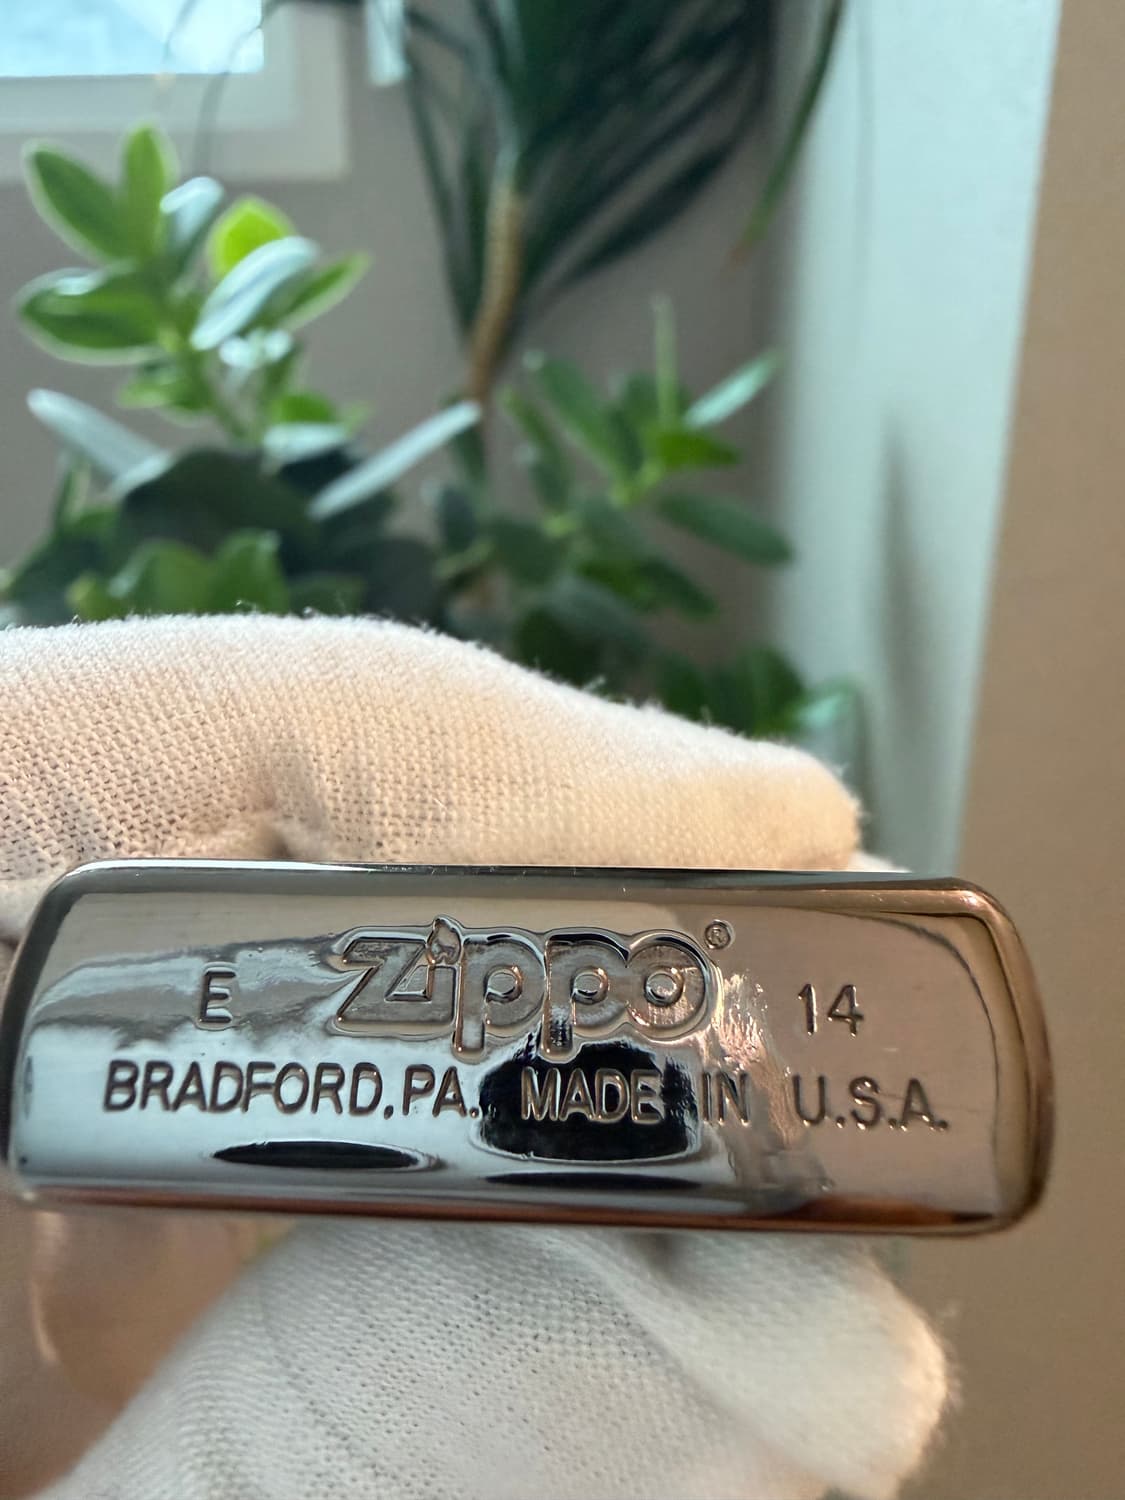 E Zippo® 14
BRADFORD, PA. MADE IN U.S.A.